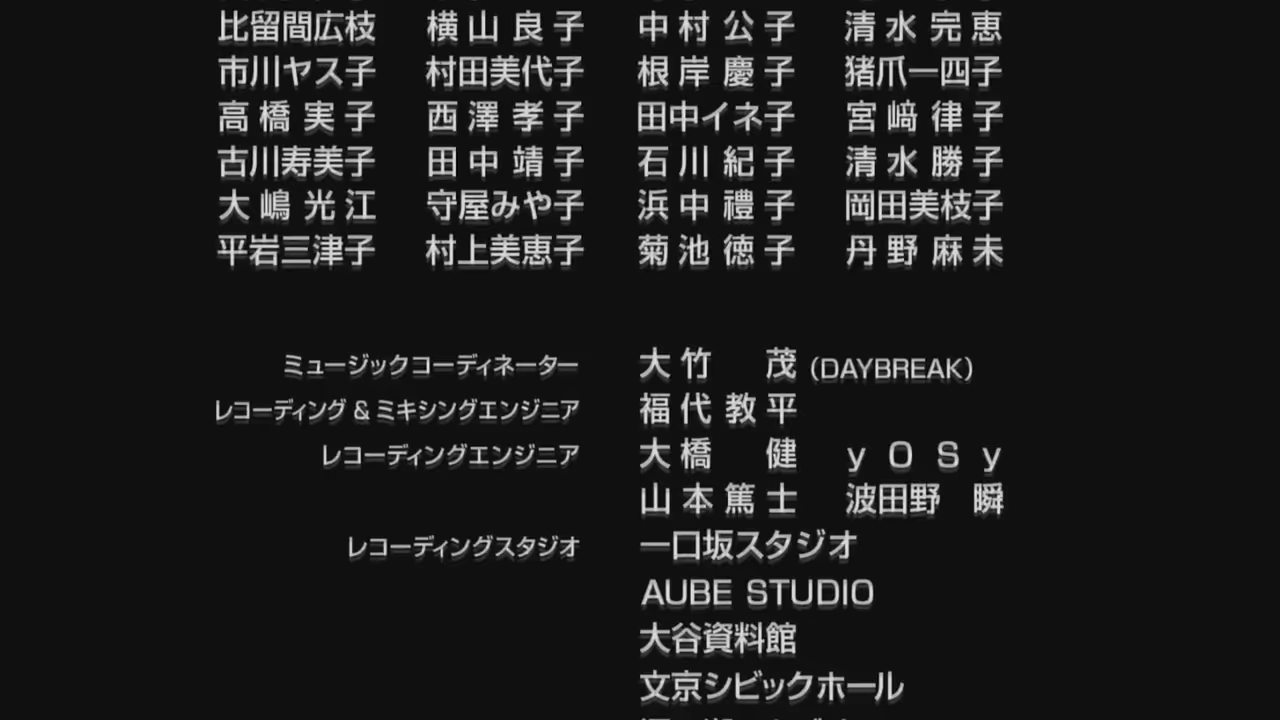 比留間広枝 横山良子 中村公子 清水完恵
市川ヤス子 村田美代子 根岸慶子 猪爪一四子
高橋実子 西澤孝子 田中イネ子 宮﨑律子
古川寿美子 田中靖子 石川紀子 清水勝子
大嶋光江 守屋みや子 浜中禮子 岡田美枝子
平岩三津子 村上美恵子 菊池徳子 丹野麻未
ミュージックコーディネーター 大竹 茂 (DAYBREAK)
レコーディング & ミキシングエンジニア 福代教平
レコーディングエンジニア 大橋 健 yOSy
山本篤士 波田野 瞬
レコーディングスタジオ 一口坂スタジオ
AUBE STUDIO
大谷資料館
文京シビックホール